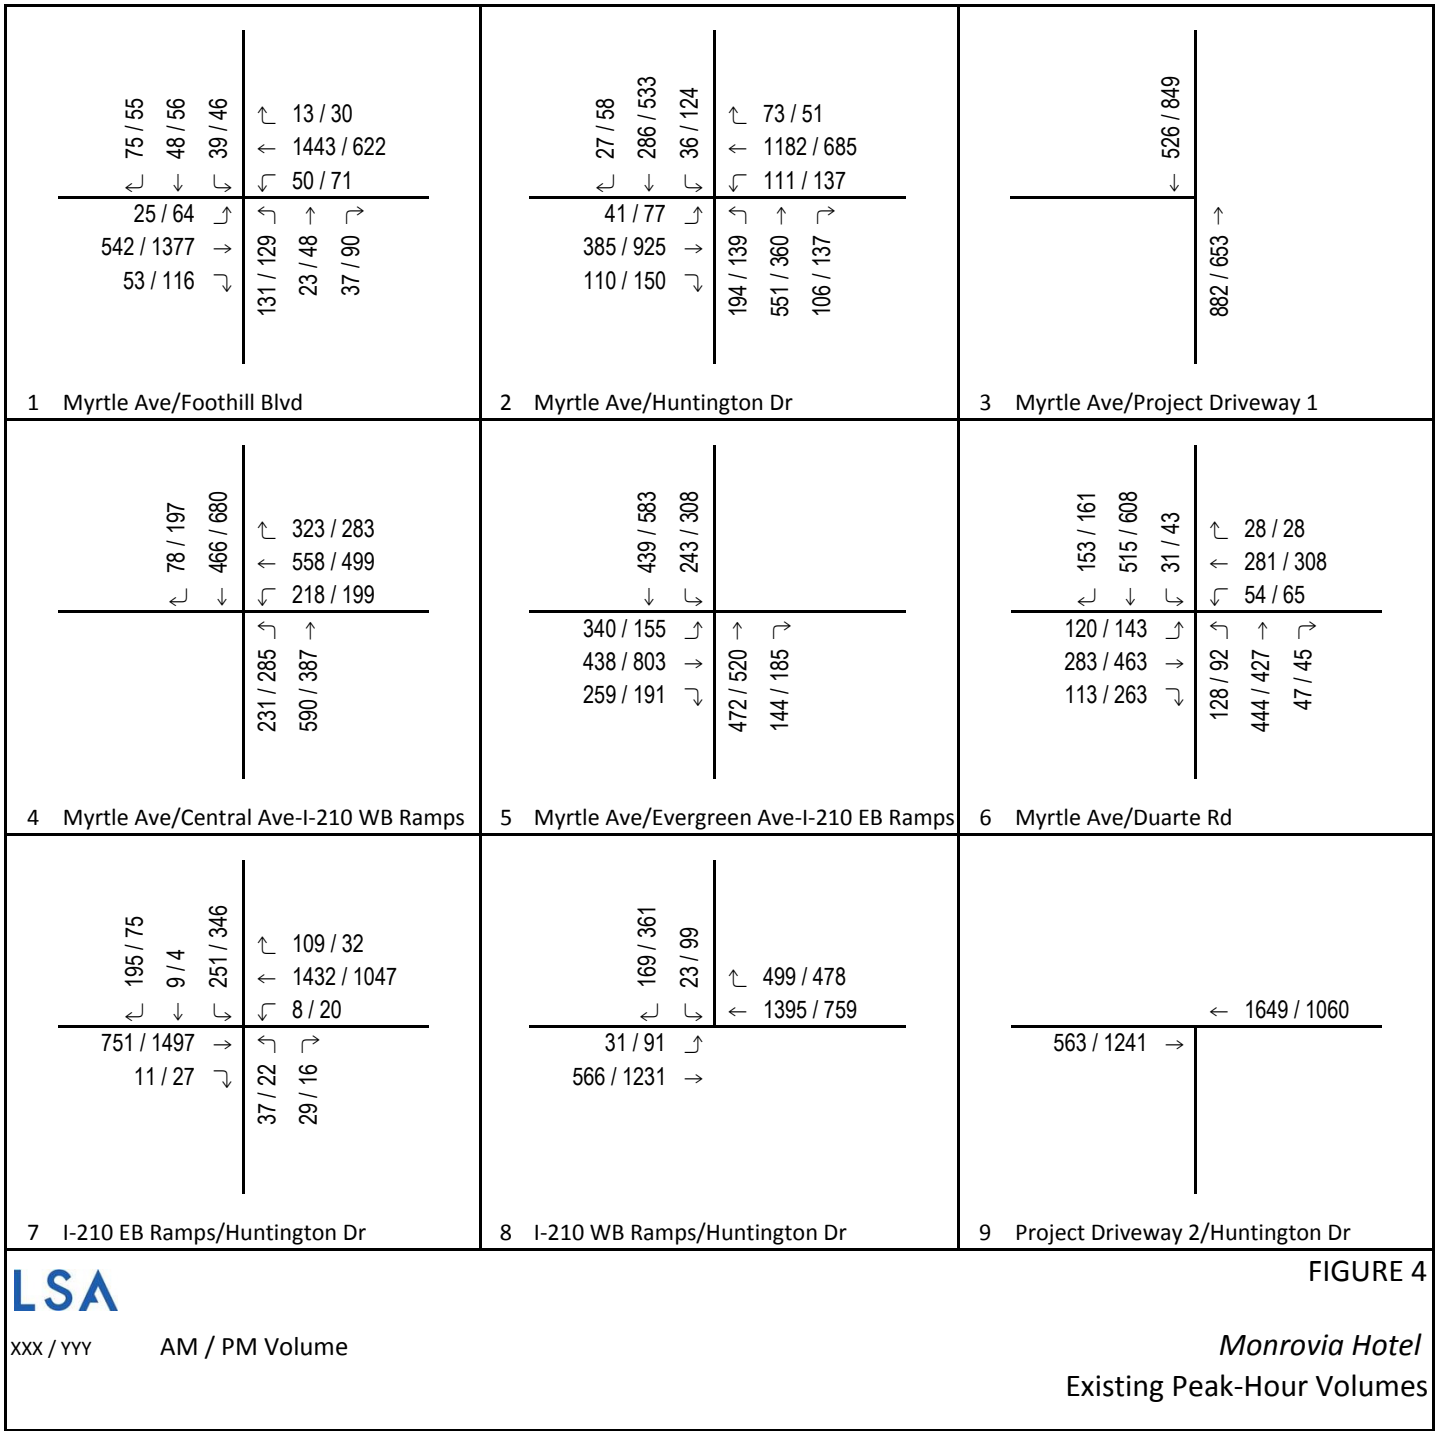 75 / 55
48 / 56
39 / 46
13 / 30
1443 / 622
50 / 71
25 / 64
542 / 1377
53 / 116
131 / 129
23 / 48
37 / 90
1 Myrtle Ave/Foothill Blvd
27 / 58
286 / 533
36 / 124
73 / 51
1182 / 685
111 / 137
41 / 77
385 / 925
110 / 150
194 / 139
551 / 360
106 / 137
2 Myrtle Ave/Huntington Dr
526 / 849
882 / 653
3 Myrtle Ave/Project Driveway 1
78 / 197
466 / 680
323 / 283
558 / 499
218 / 199
231 / 285
590 / 387
4 Myrtle Ave/Central Ave-I-210 WB Ramps
439 / 583
243 / 308
340 / 155
438 / 803
259 / 191
472 / 520
144 / 185
5 Myrtle Ave/Evergreen Ave-I-210 EB Ramps
153 / 161
515 / 608
31 / 43
28 / 28
281 / 308
54 / 65
120 / 143
283 / 463
113 / 263
128 / 92
444 / 427
47 / 45
6 Myrtle Ave/Duarte Rd
195 / 75
9 / 4
251 / 346
109 / 32
1432 / 1047
8 / 20
751 / 1497
11 / 27
37 / 22
29 / 16
7 I-210 EB Ramps/Huntington Dr
169 / 361
23 / 99
499 / 478
1395 / 759
31 / 91
566 / 1231
8 I-210 WB Ramps/Huntington Dr
1649 / 1060
563 / 1241
9 Project Driveway 2/Huntington Dr
LSA
FIGURE 4
XXX / YYY AM / PM Volume
Monrovia Hotel
Existing Peak-Hour Volumes